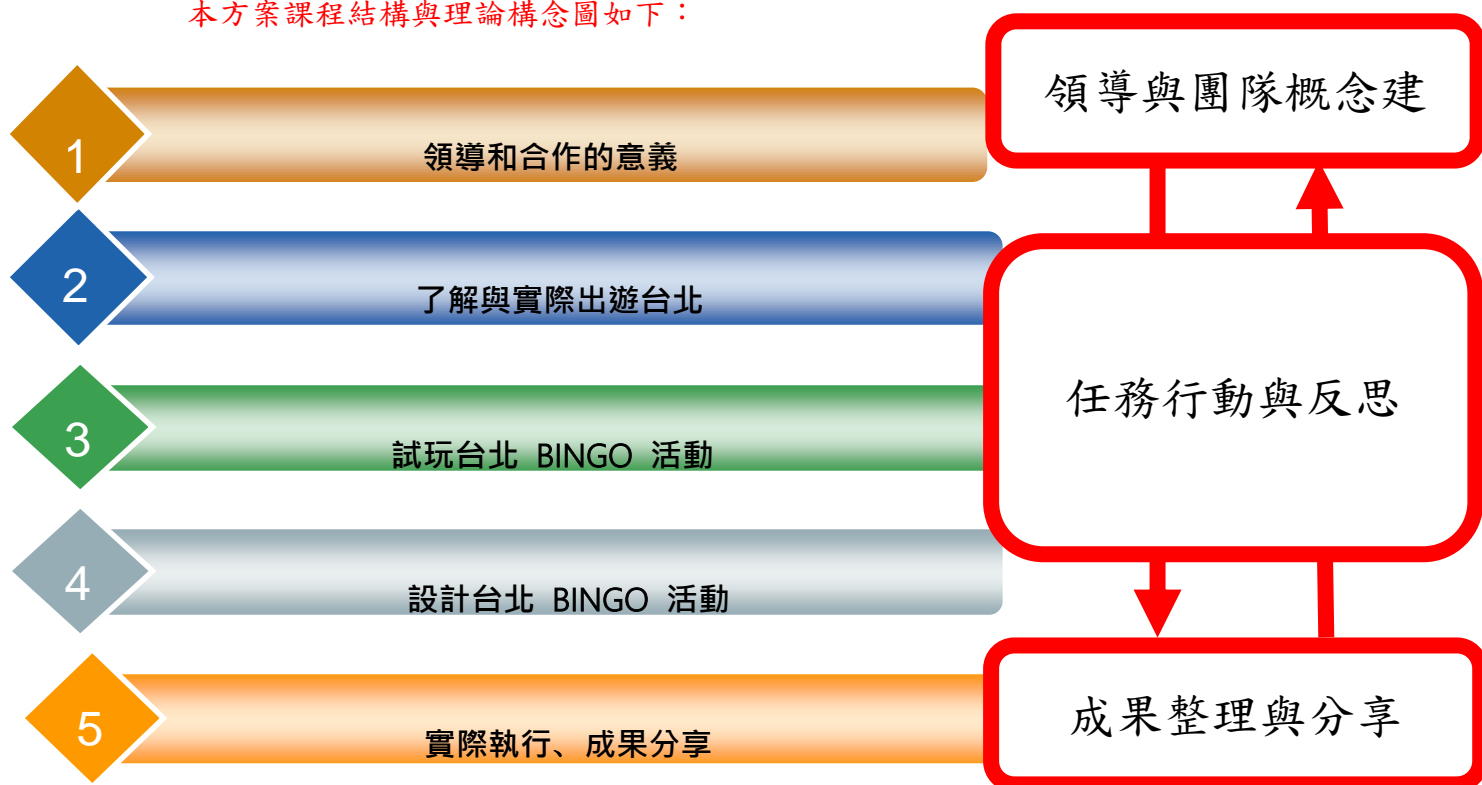 本方案課程結構與理論構念圖如下：
領導與團隊概念建
1
領導和合作的意義
2
了解與實際出遊台北
任務行動與反思
3
試玩台北 BINGO 活動
4
設計台北 BINGO 活動
成果整理與分享
5
實際執行、成果分享